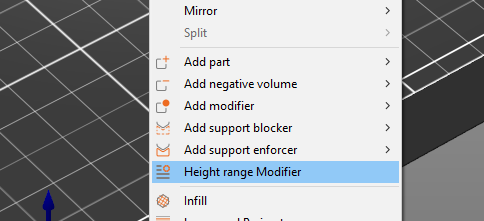 Mirror
Split
Add part
Add negative volume
Add modifier
Add support blocker
Add support enforcer
Height range Modifier
Infill